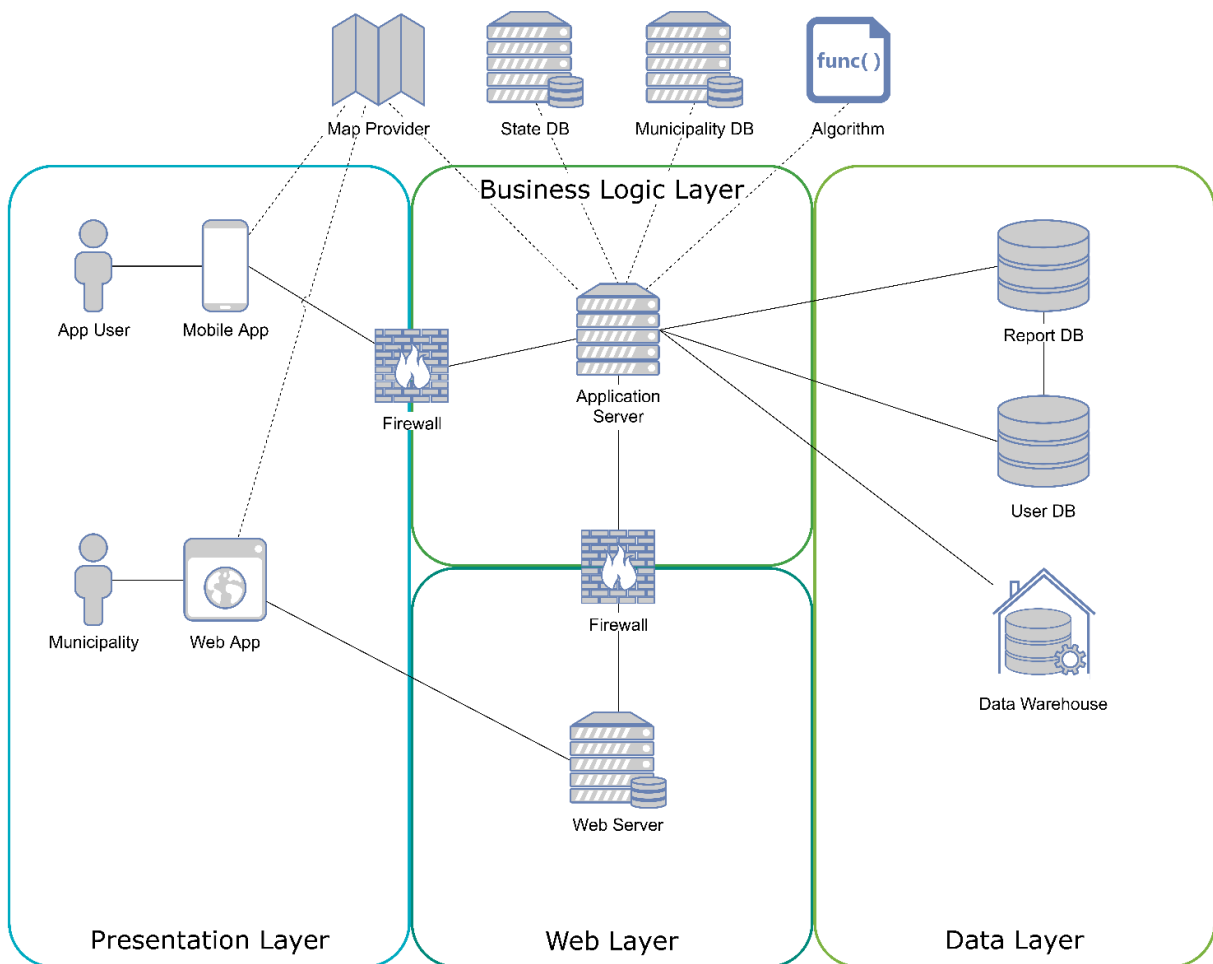 func( )
Map Provider
State DB
Municipality DB
Algorithm
Business Logic Layer
App User
Mobile App
Report DB
Application
Server
Firewall
User DB
Municipality
Web App
Firewall
Data Warehouse
Web Server
Presentation Layer
Web Layer
Data Layer